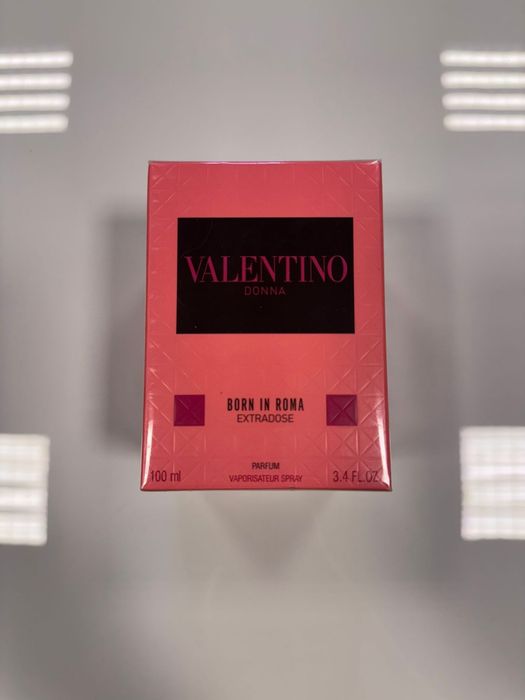 VALENTINO
DONNA
BORN IN ROMA
EXTRADOSE
PARFUM
VAPORISATEUR SPRAY
100 ml
3.4 FL.OZ